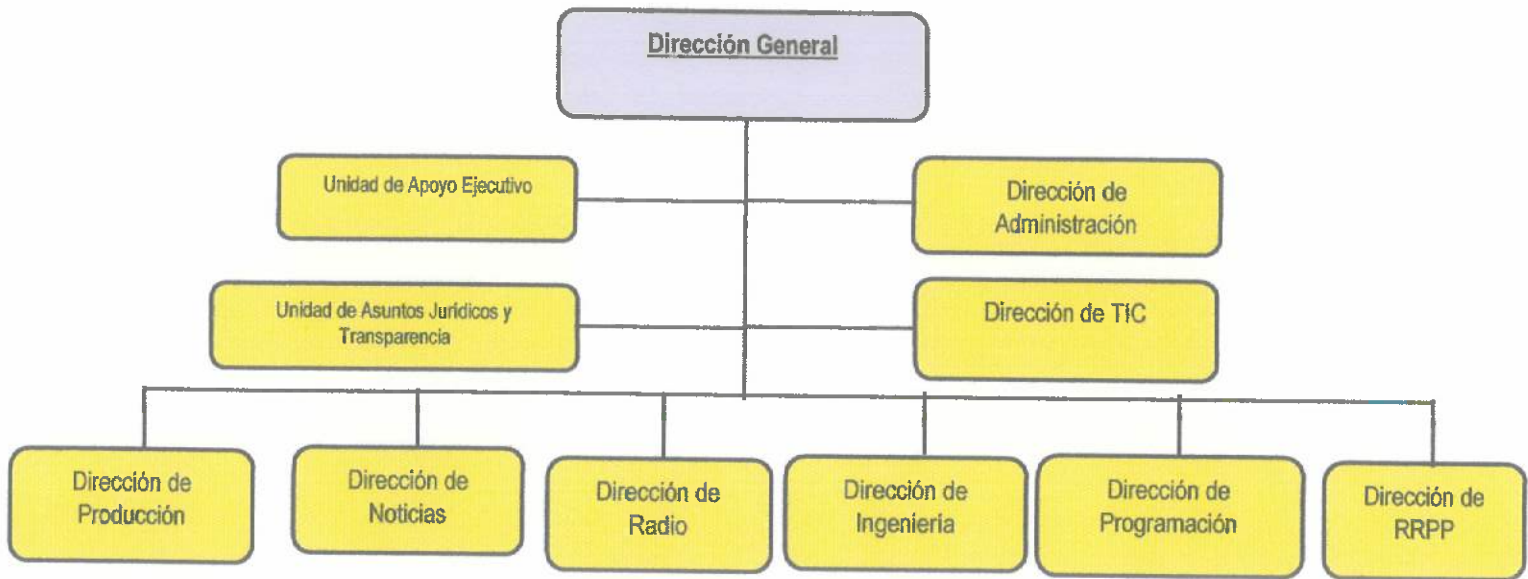 Dirección General
Unidad de Apoyo Ejecutivo
Dirección de
Administración
Unidad de Asuntos Jurídicos y
Transparencia
Dirección de TIC
Dirección de
Producción
Dirección de
Noticias
Dirección de
Radio
Dirección de
Ingeniería
Dirección de
Programación
Dirección de
RRPP